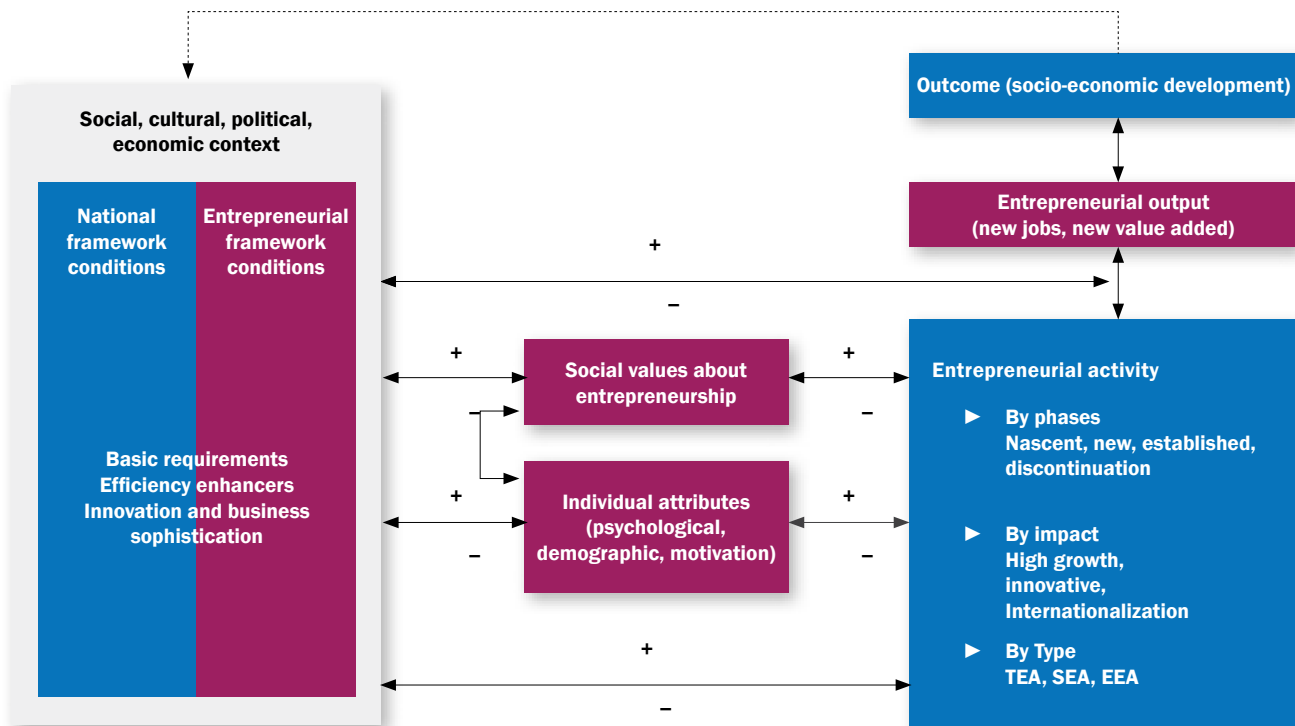 Outcome (socio-economic development)
Social, cultural, political,
economic context
National
framework
conditions
Entrepreneurial
framework
conditions
Basic requirements
Efficiency enhancers
Innovation and business
sophistication
Entrepreneurial output
(new jobs, new value added)
+
–
+
–
Social values about
entrepreneurship
+
–
+
–
Individual attributes
(psychological,
demographic, motivation)
+
–
+
–
Entrepreneurial activity
► By phases
Nascent, new, established,
discontinuation
► By impact
High growth,
innovative,
Internationalization
► By Type
TEA, SEA, EEA